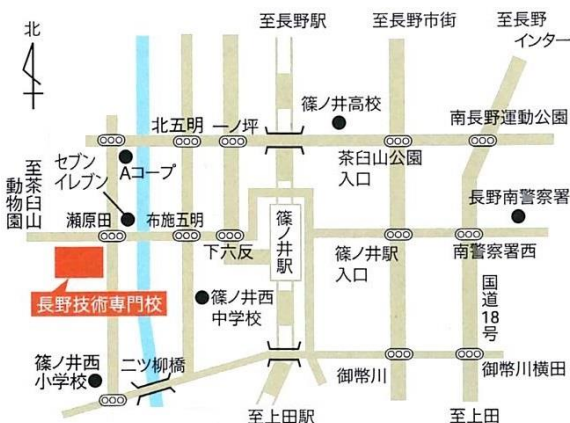 北
至長野駅
至長野市街
至長野
インター
篠ノ井高校
北五明
一ノ坪
南長野運動公園
茶臼山公園
入口
Aコープ
セブン
イレブン
至茶臼山
動物園
長野南警察署
瀬原田
布施五明
下六反
篠ノ井駅
篠ノ井駅
入口
南警察署西
国道18号
長野技術専門校
篠ノ井西
中学校
篠ノ井西
小学校
二ツ柳橋
御幣川
御幣川横田
至上田駅
至上田